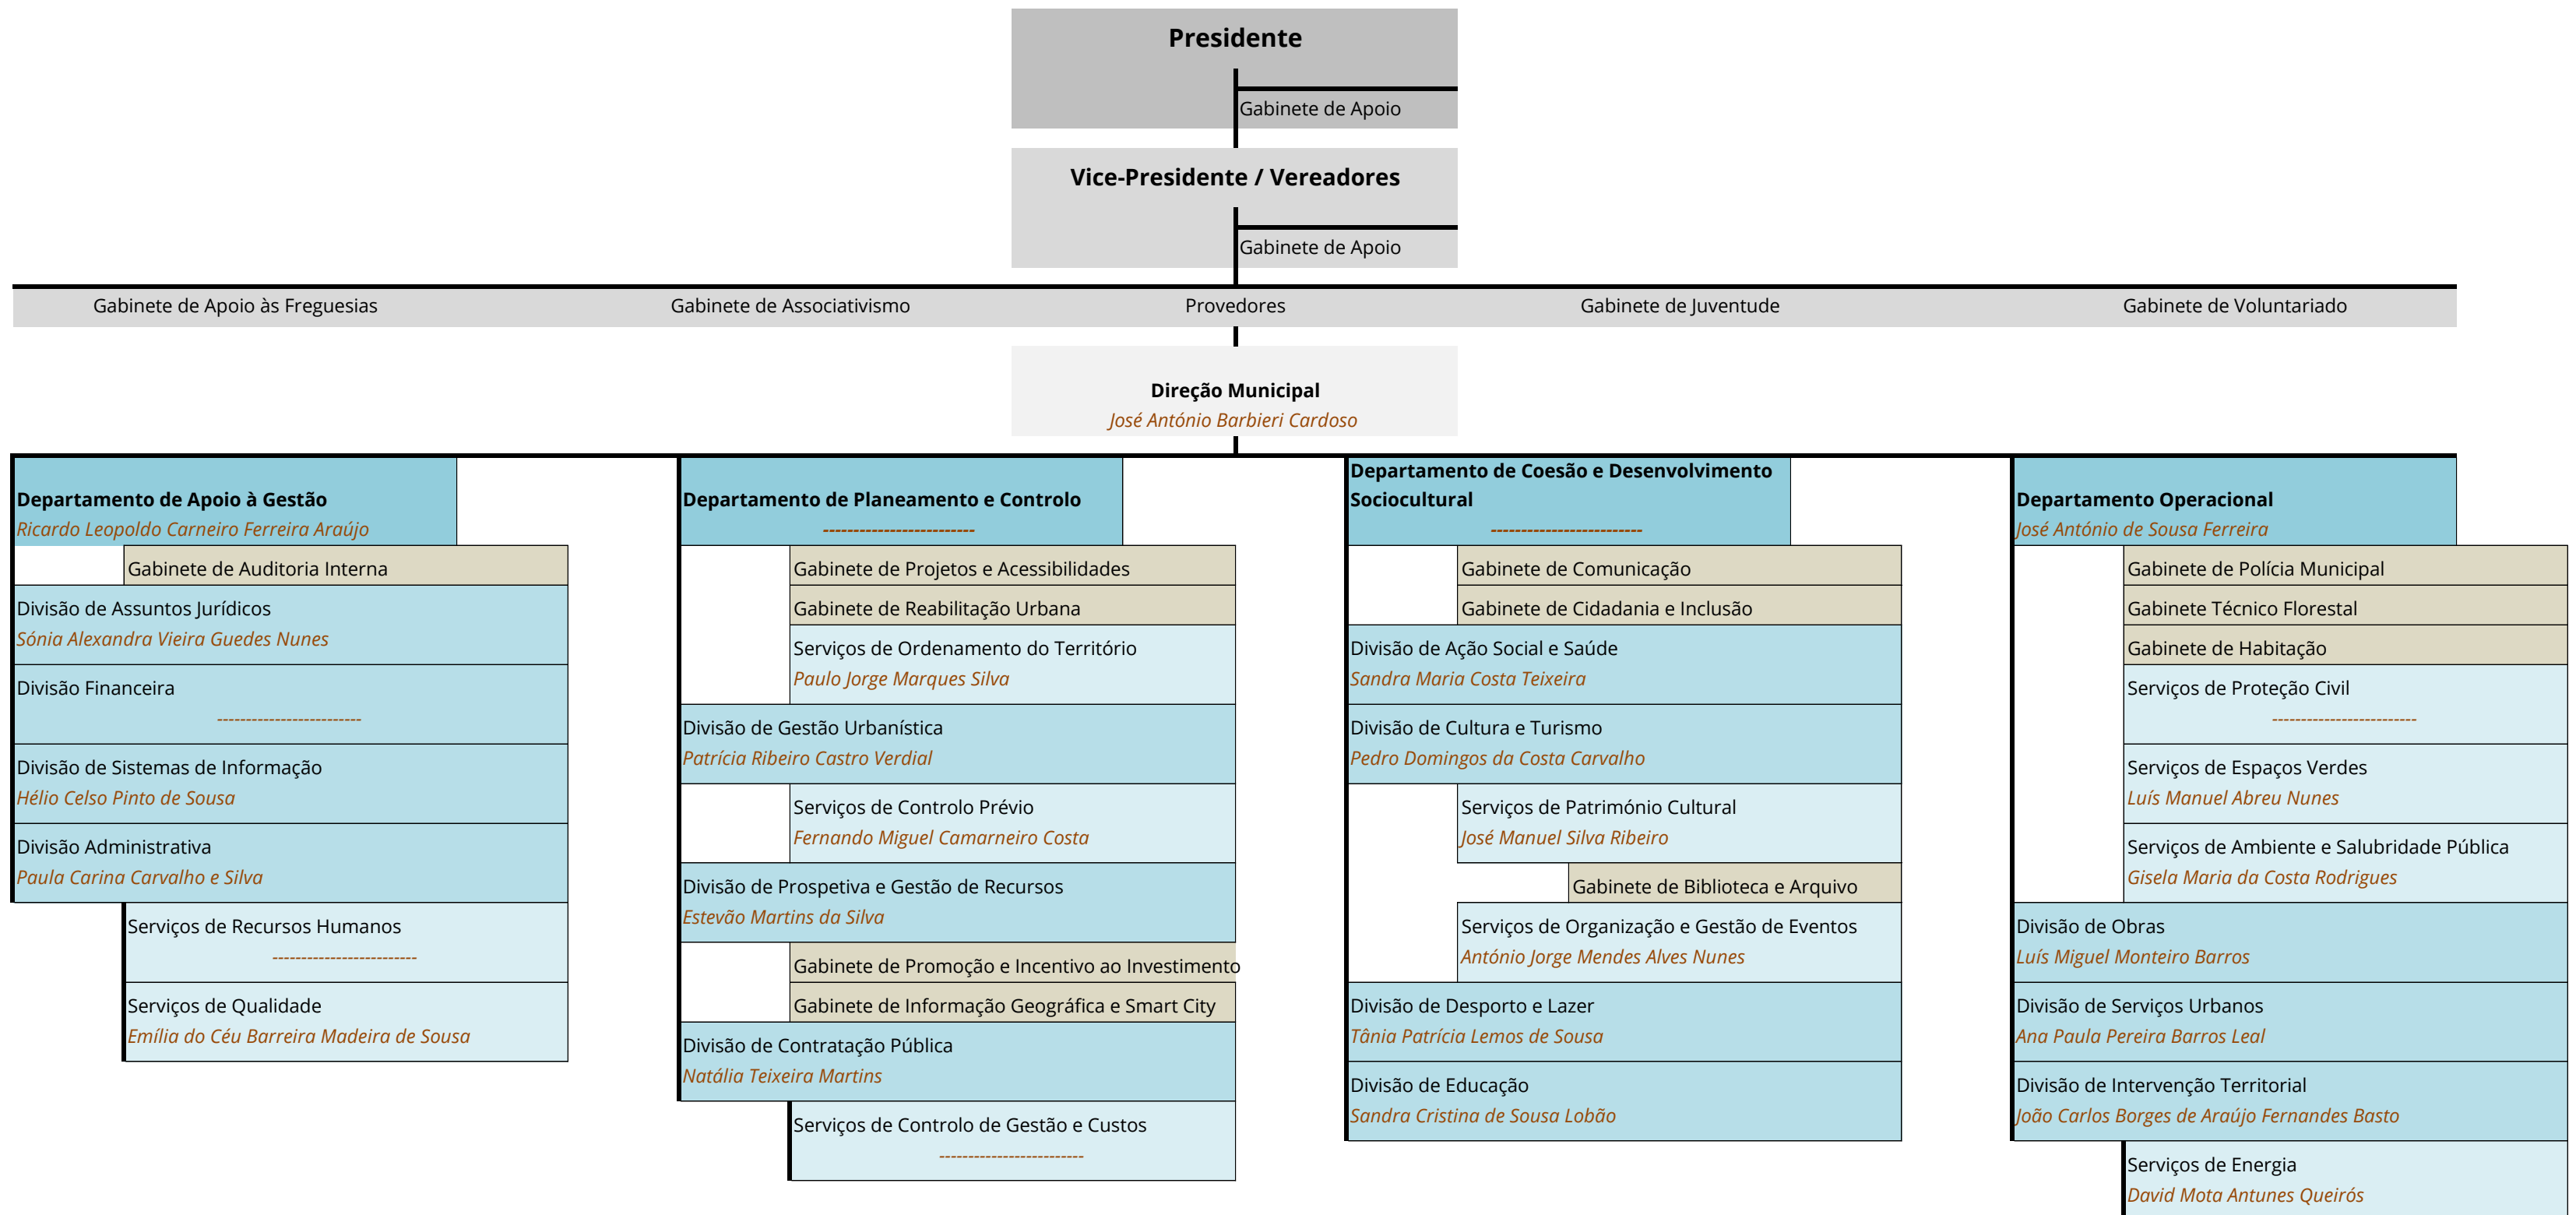 Presidente
Gabinete de Apoio
Vice-Presidente / Vereadores
Gabinete de Apoio
Gabinete de Apoio às Freguesias
Gabinete de Associativismo
Provedores
Gabinete de Juventude
Gabinete de Voluntariado
Direção Municipal
José António Barbieri Cardoso
Departamento de Apoio à Gestão
Ricardo Leopoldo Carneiro Ferreira Araújo
Gabinete de Auditoria Interna
Divisão de Assuntos Jurídicos
Sónia Alexandra Vieira Guedes Nunes
Divisão Financeira
-------------------------
Divisão de Sistemas de Informação
Hélio Celso Pinto de Sousa
Divisão Administrativa
Paula Carina Carvalho e Silva
Serviços de Recursos Humanos
-------------------------
Serviços de Qualidade
Emília do Céu Barreira Madeira de Sousa
Departamento de Planeamento e Controlo
-------------------------
Gabinete de Projetos e Acessibilidades
Gabinete de Reabilitação Urbana
Serviços de Ordenamento do Território
Paulo Jorge Marques Silva
Divisão de Gestão Urbanística
Patrícia Ribeiro Castro Verdial
Serviços de Controlo Prévio
Fernando Miguel Camarneiro Costa
Divisão de Prospetiva e Gestão de Recursos
Estevão Martins da Silva
Gabinete de Promoção e Incentivo ao Investimento
Gabinete de Informação Geográfica e Smart City
Divisão de Contratação Pública
Natália Teixeira Martins
Serviços de Controlo de Gestão e Custos
-------------------------
Departamento de Coesão e Desenvolvimento
Sociocultural
-------------------------
Gabinete de Comunicação
Gabinete de Cidadania e Inclusão
Divisão de Ação Social e Saúde
Sandra Maria Costa Teixeira
Divisão de Cultura e Turismo
Pedro Domingos da Costa Carvalho
Serviços de Património Cultural
José Manuel Silva Ribeiro
Gabinete de Biblioteca e Arquivo
Serviços de Organização e Gestão de Eventos
António Jorge Mendes Alves Nunes
Divisão de Desporto e Lazer
Tânia Patrícia Lemos de Sousa
Divisão de Educação
Sandra Cristina de Sousa Lobão
Departamento Operacional
José António de Sousa Ferreira
Gabinete de Polícia Municipal
Gabinete Técnico Florestal
Gabinete de Habitação
Serviços de Proteção Civil
-------------------------
Serviços de Espaços Verdes
Luís Manuel Abreu Nunes
Serviços de Ambiente e Salubridade Pública
Gisela Maria da Costa Rodrigues
Divisão de Obras
Luís Miguel Monteiro Barros
Divisão de Serviços Urbanos
Ana Paula Pereira Barros Leal
Divisão de Intervenção Territorial
João Carlos Borges de Araújo Fernandes Basto
Serviços de Energia
David Mota Antunes Queirós